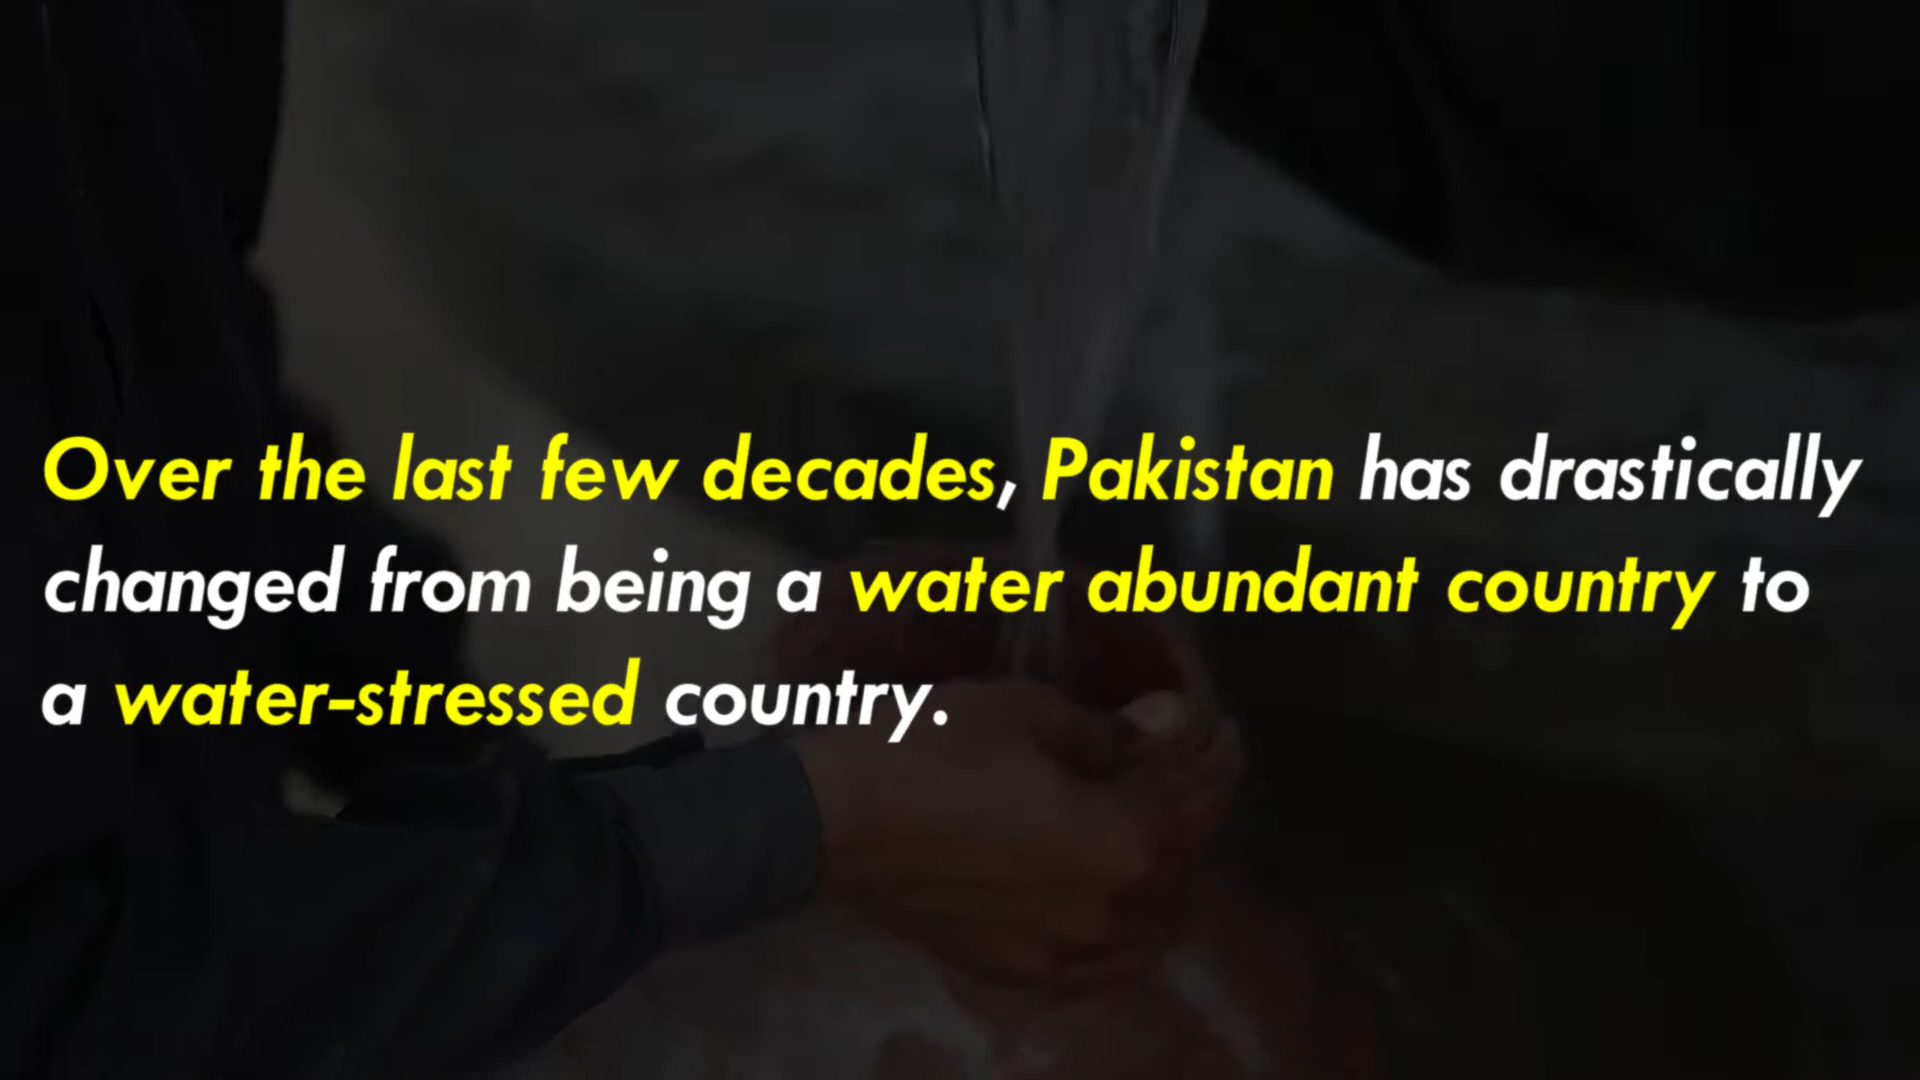 Over the last few decades, Pakistan has drastically
changed from being a water abundant country to
a water-stressed country.